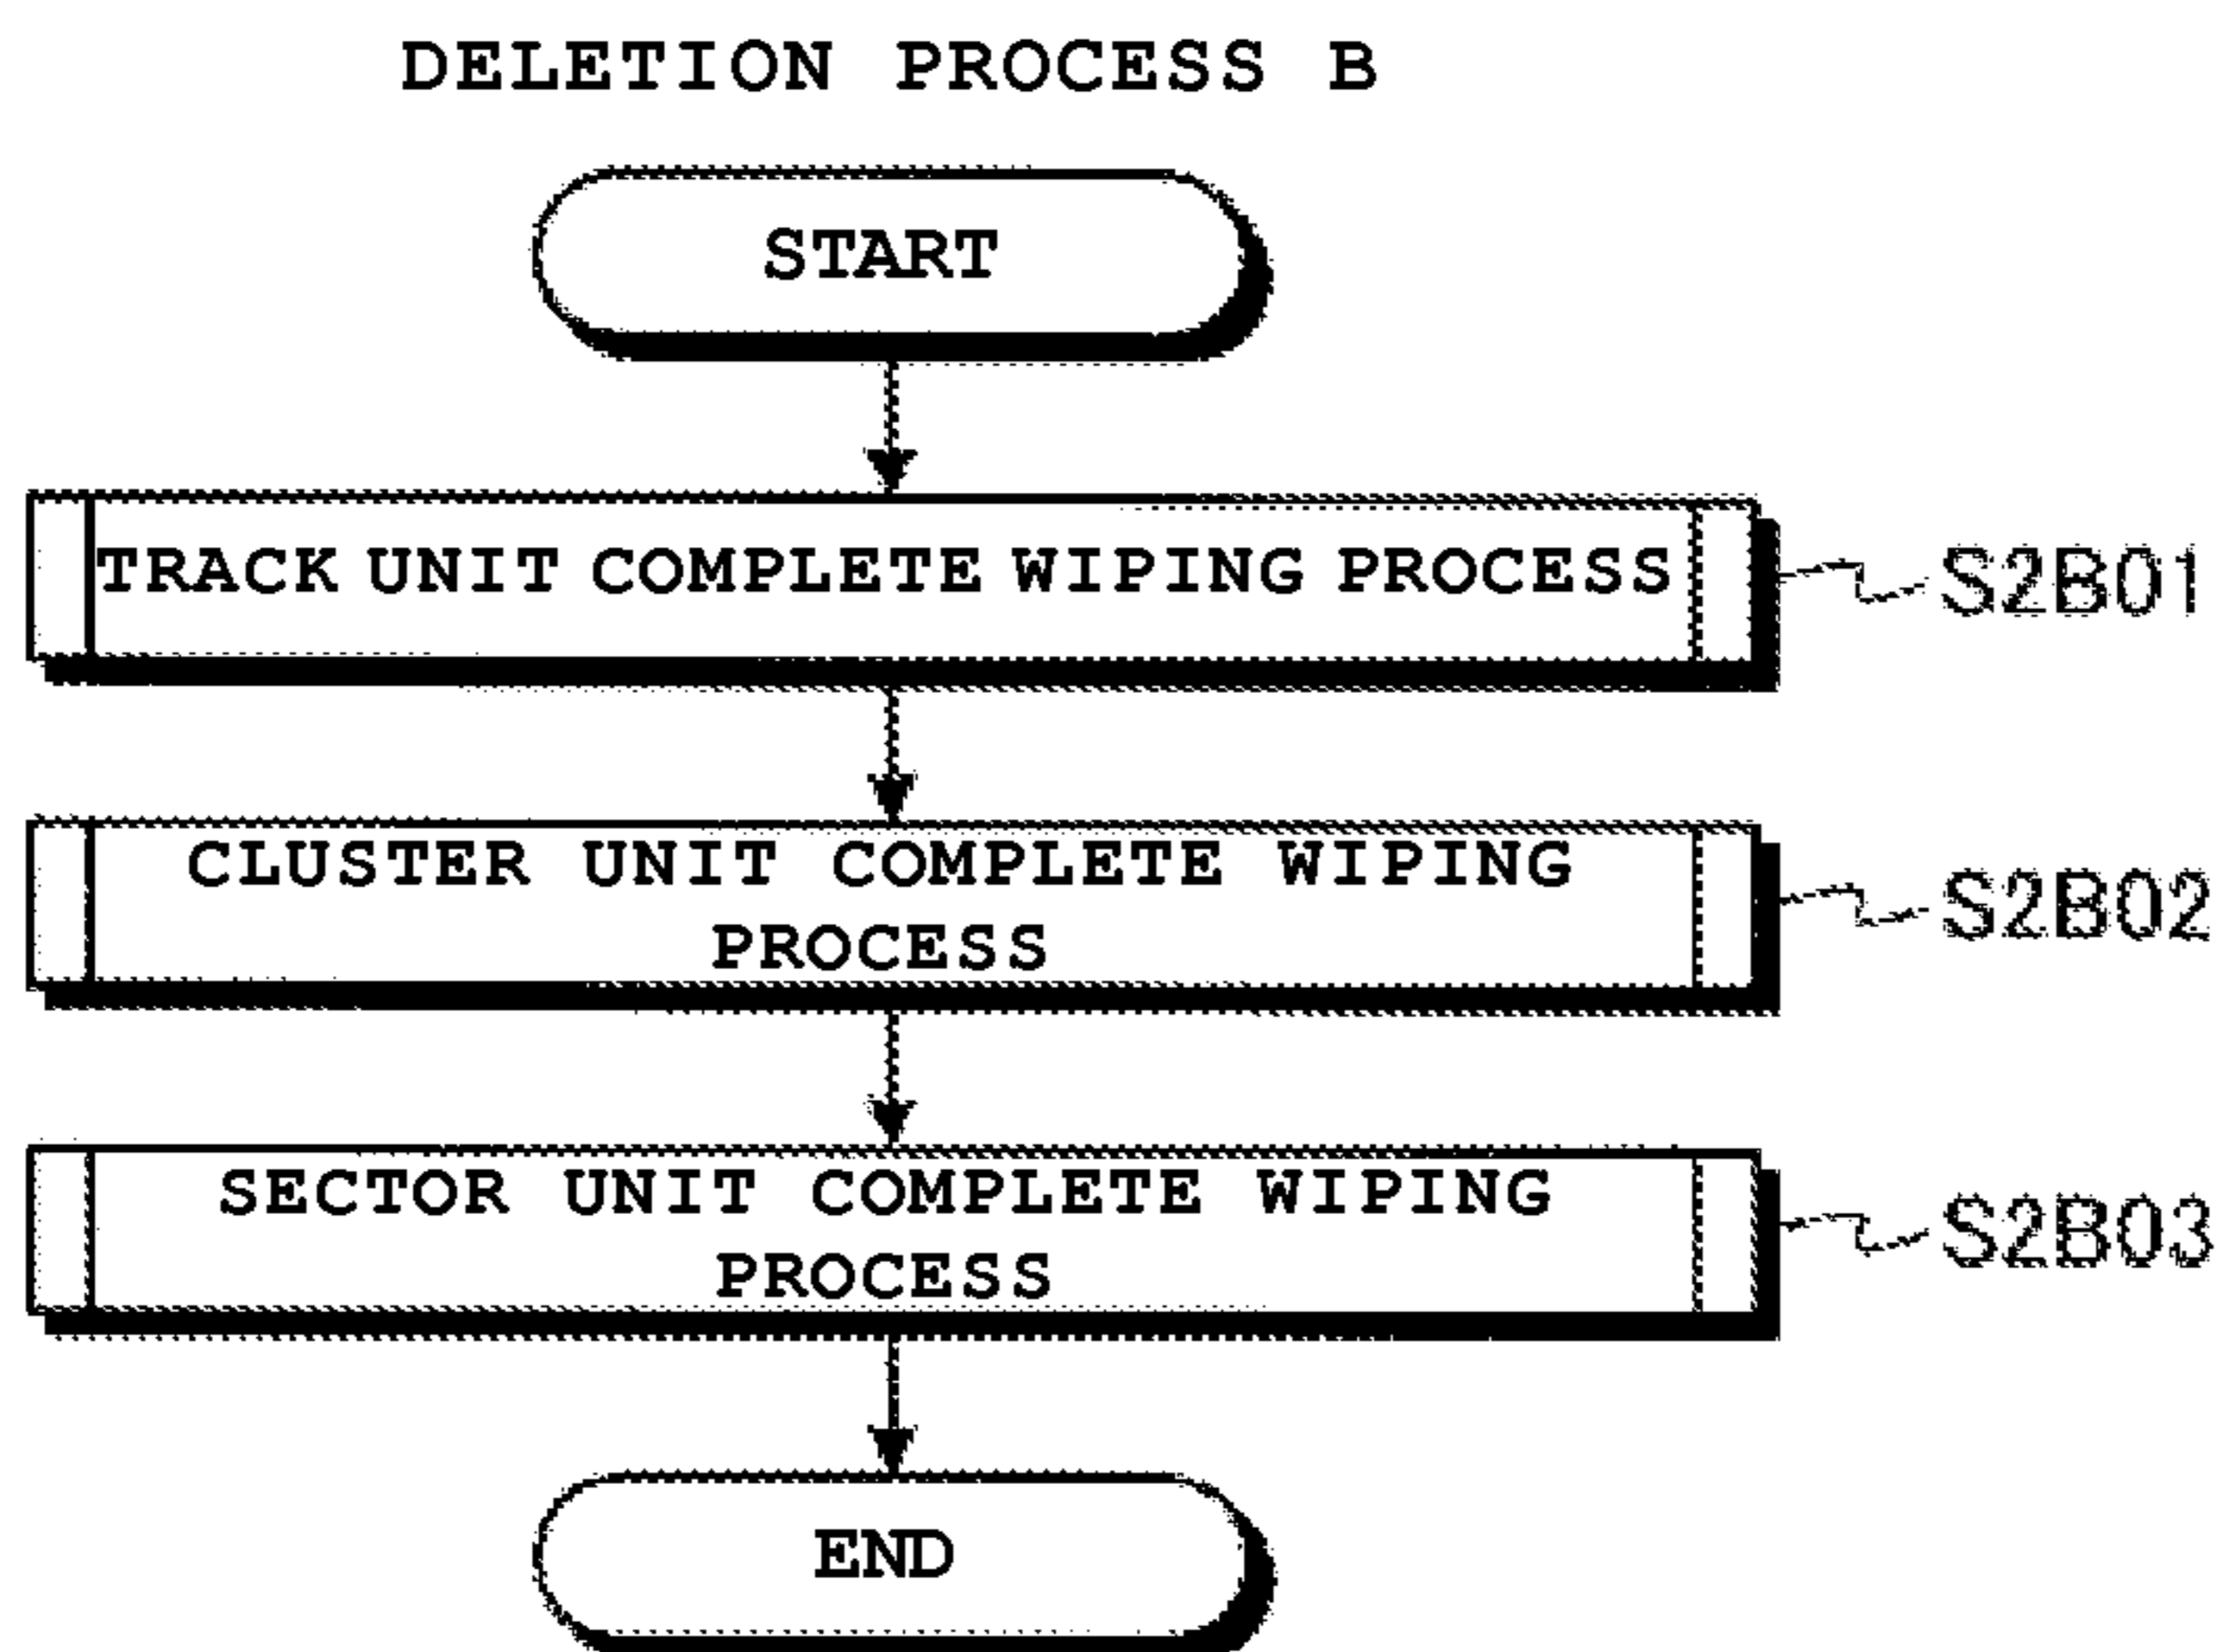 DELETION PROCESS B
START
TRACK UNIT COMPLETE WIPING PROCESS
S2B01
CLUSTER UNIT COMPLETE WIPING
PROCESS
S2B02
SECTOR UNIT COMPLETE WIPING
PROCESS
S2B03
END